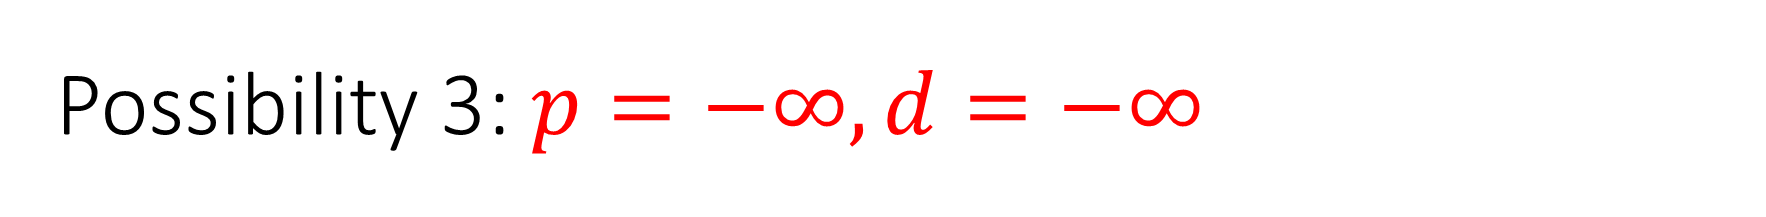 Possibility 3: p = −∞, d = −∞